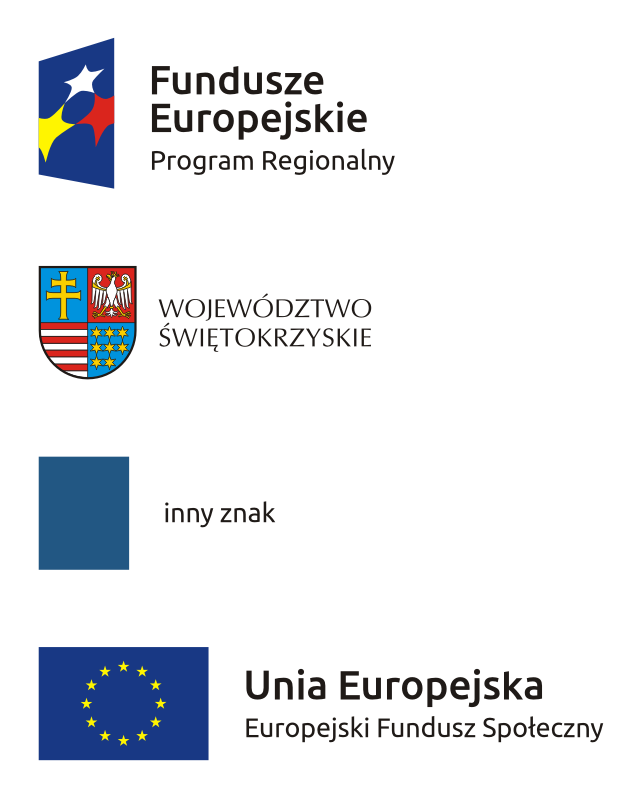 Fundusze
Europejskie
Program Regionalny
WOJEWÓDZTWO
ŚWIĘTOKRZYSKIE
inny znak
Unia Europejska
Europejski Fundusz Społeczny